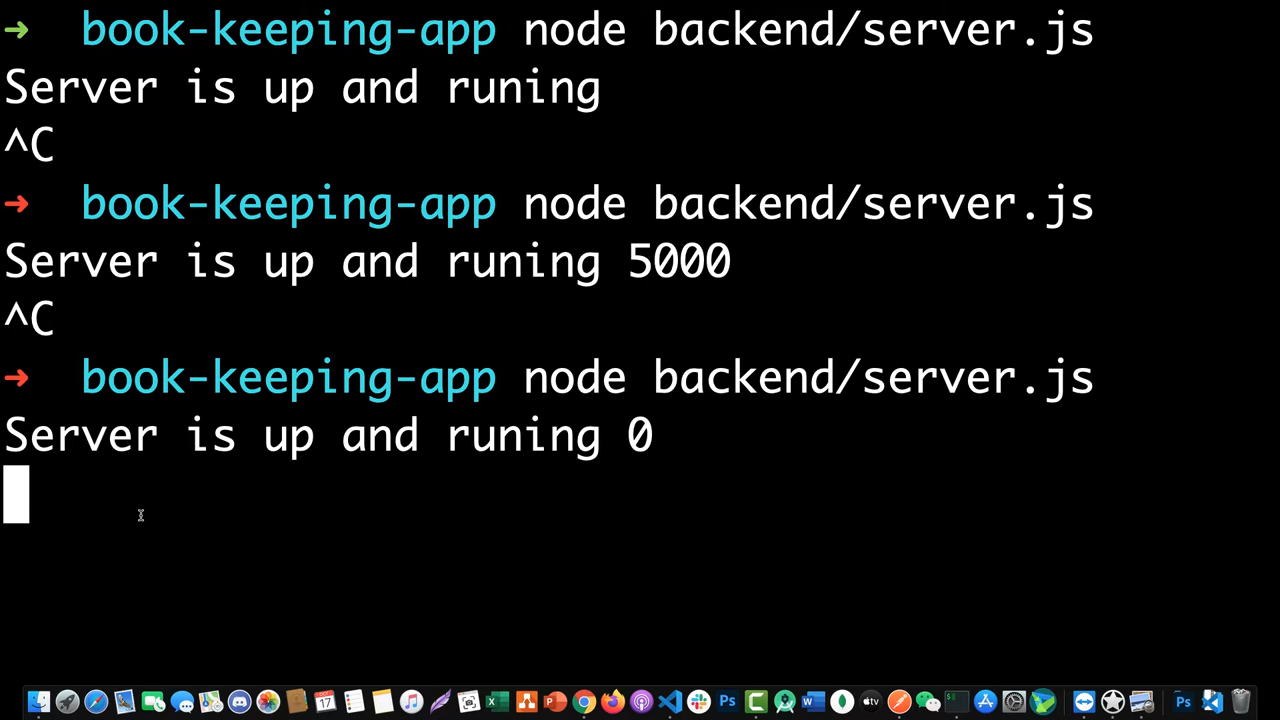 ➜ book-keeping-app node backend/server.js
Server is up and runing
^C
➜ book-keeping-app node backend/server.js
Server is up and runing 5000
^C
➜ book-keeping-app node backend/server.js
Server is up and runing 0
17